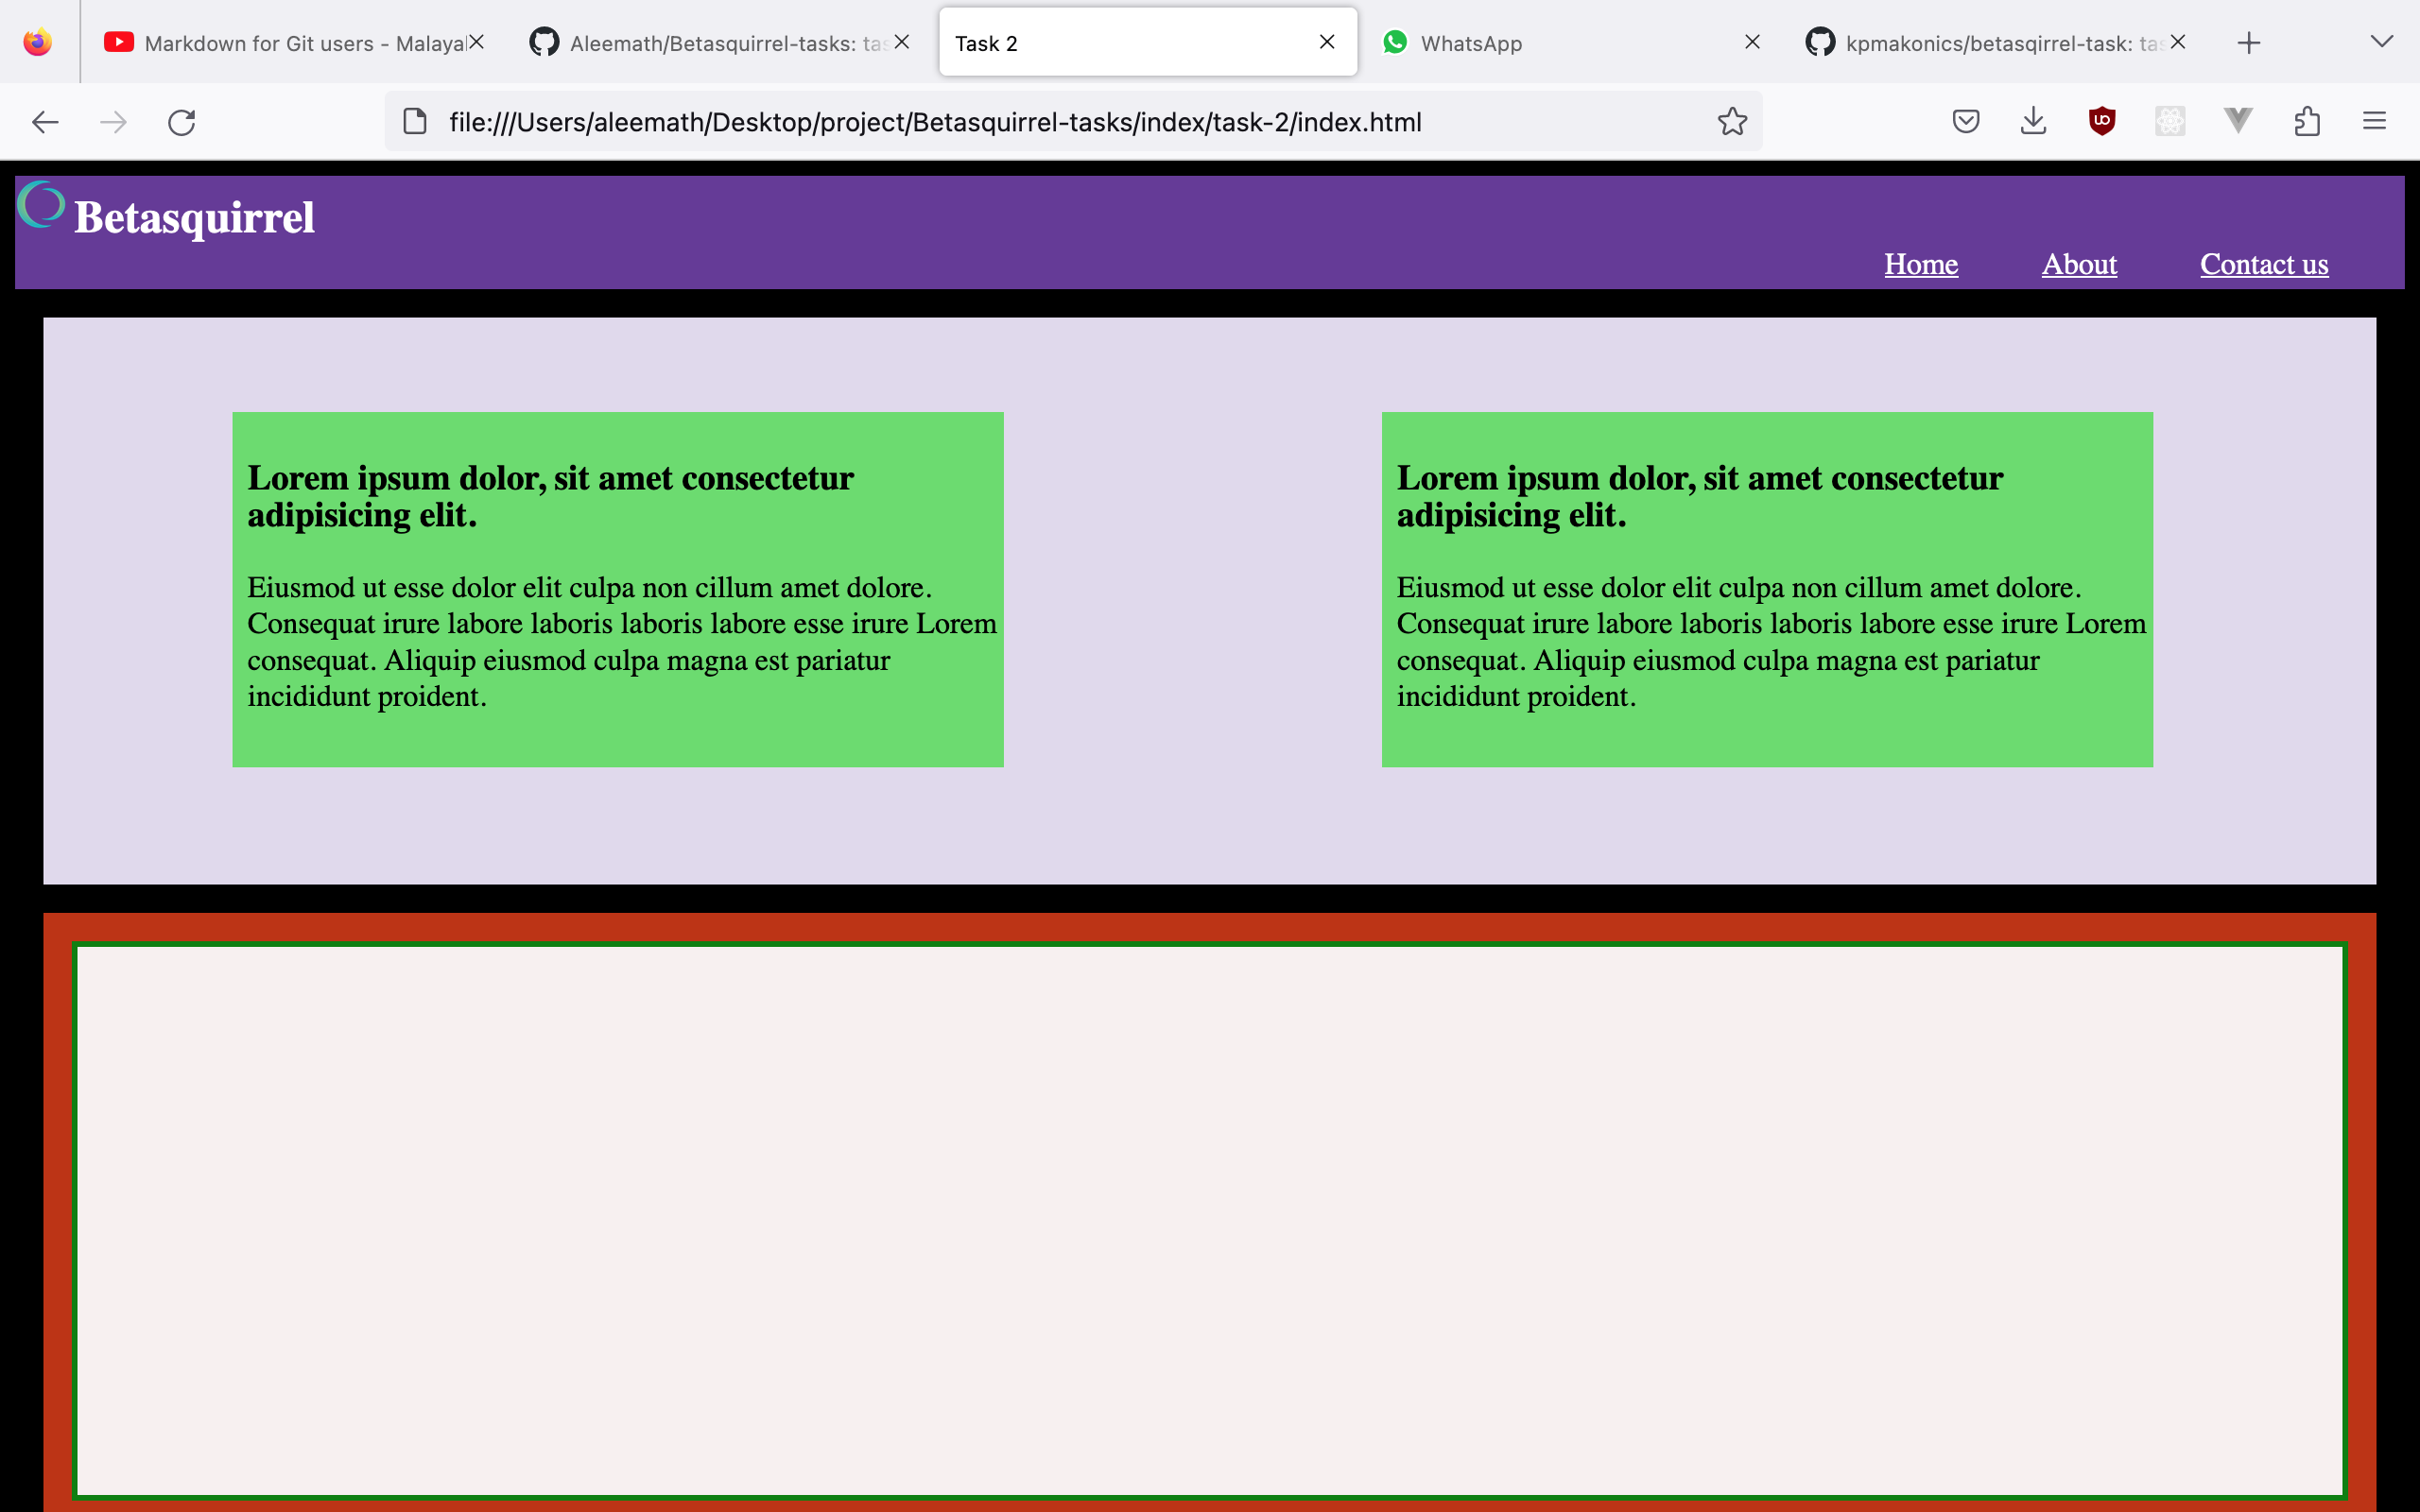 Markdown for Git users - Malayal
Aleemath/Betasquirrel-tasks: tas
Task 2
WhatsApp
kpmakonics/betasqirrel-task: tas
file:///Users/aleemath/Desktop/project/Betasquirrel-tasks/index/task-2/index.html
Betasquirrel
Home About Contact us
Lorem ipsum dolor, sit amet consectetur
adipisicing elit.
Eiusmod ut esse dolor elit culpa non cillum amet dolore.
Consequat irure labore laboris laboris labore esse irure Lorem
consequat. Aliquip eiusmod culpa magna est pariatur
incididunt proident.
Lorem ipsum dolor, sit amet consectetur
adipisicing elit.
Eiusmod ut esse dolor elit culpa non cillum amet dolore.
Consequat irure labore laboris laboris labore esse irure Lorem
consequat. Aliquip eiusmod culpa magna est pariatur
incididunt proident.